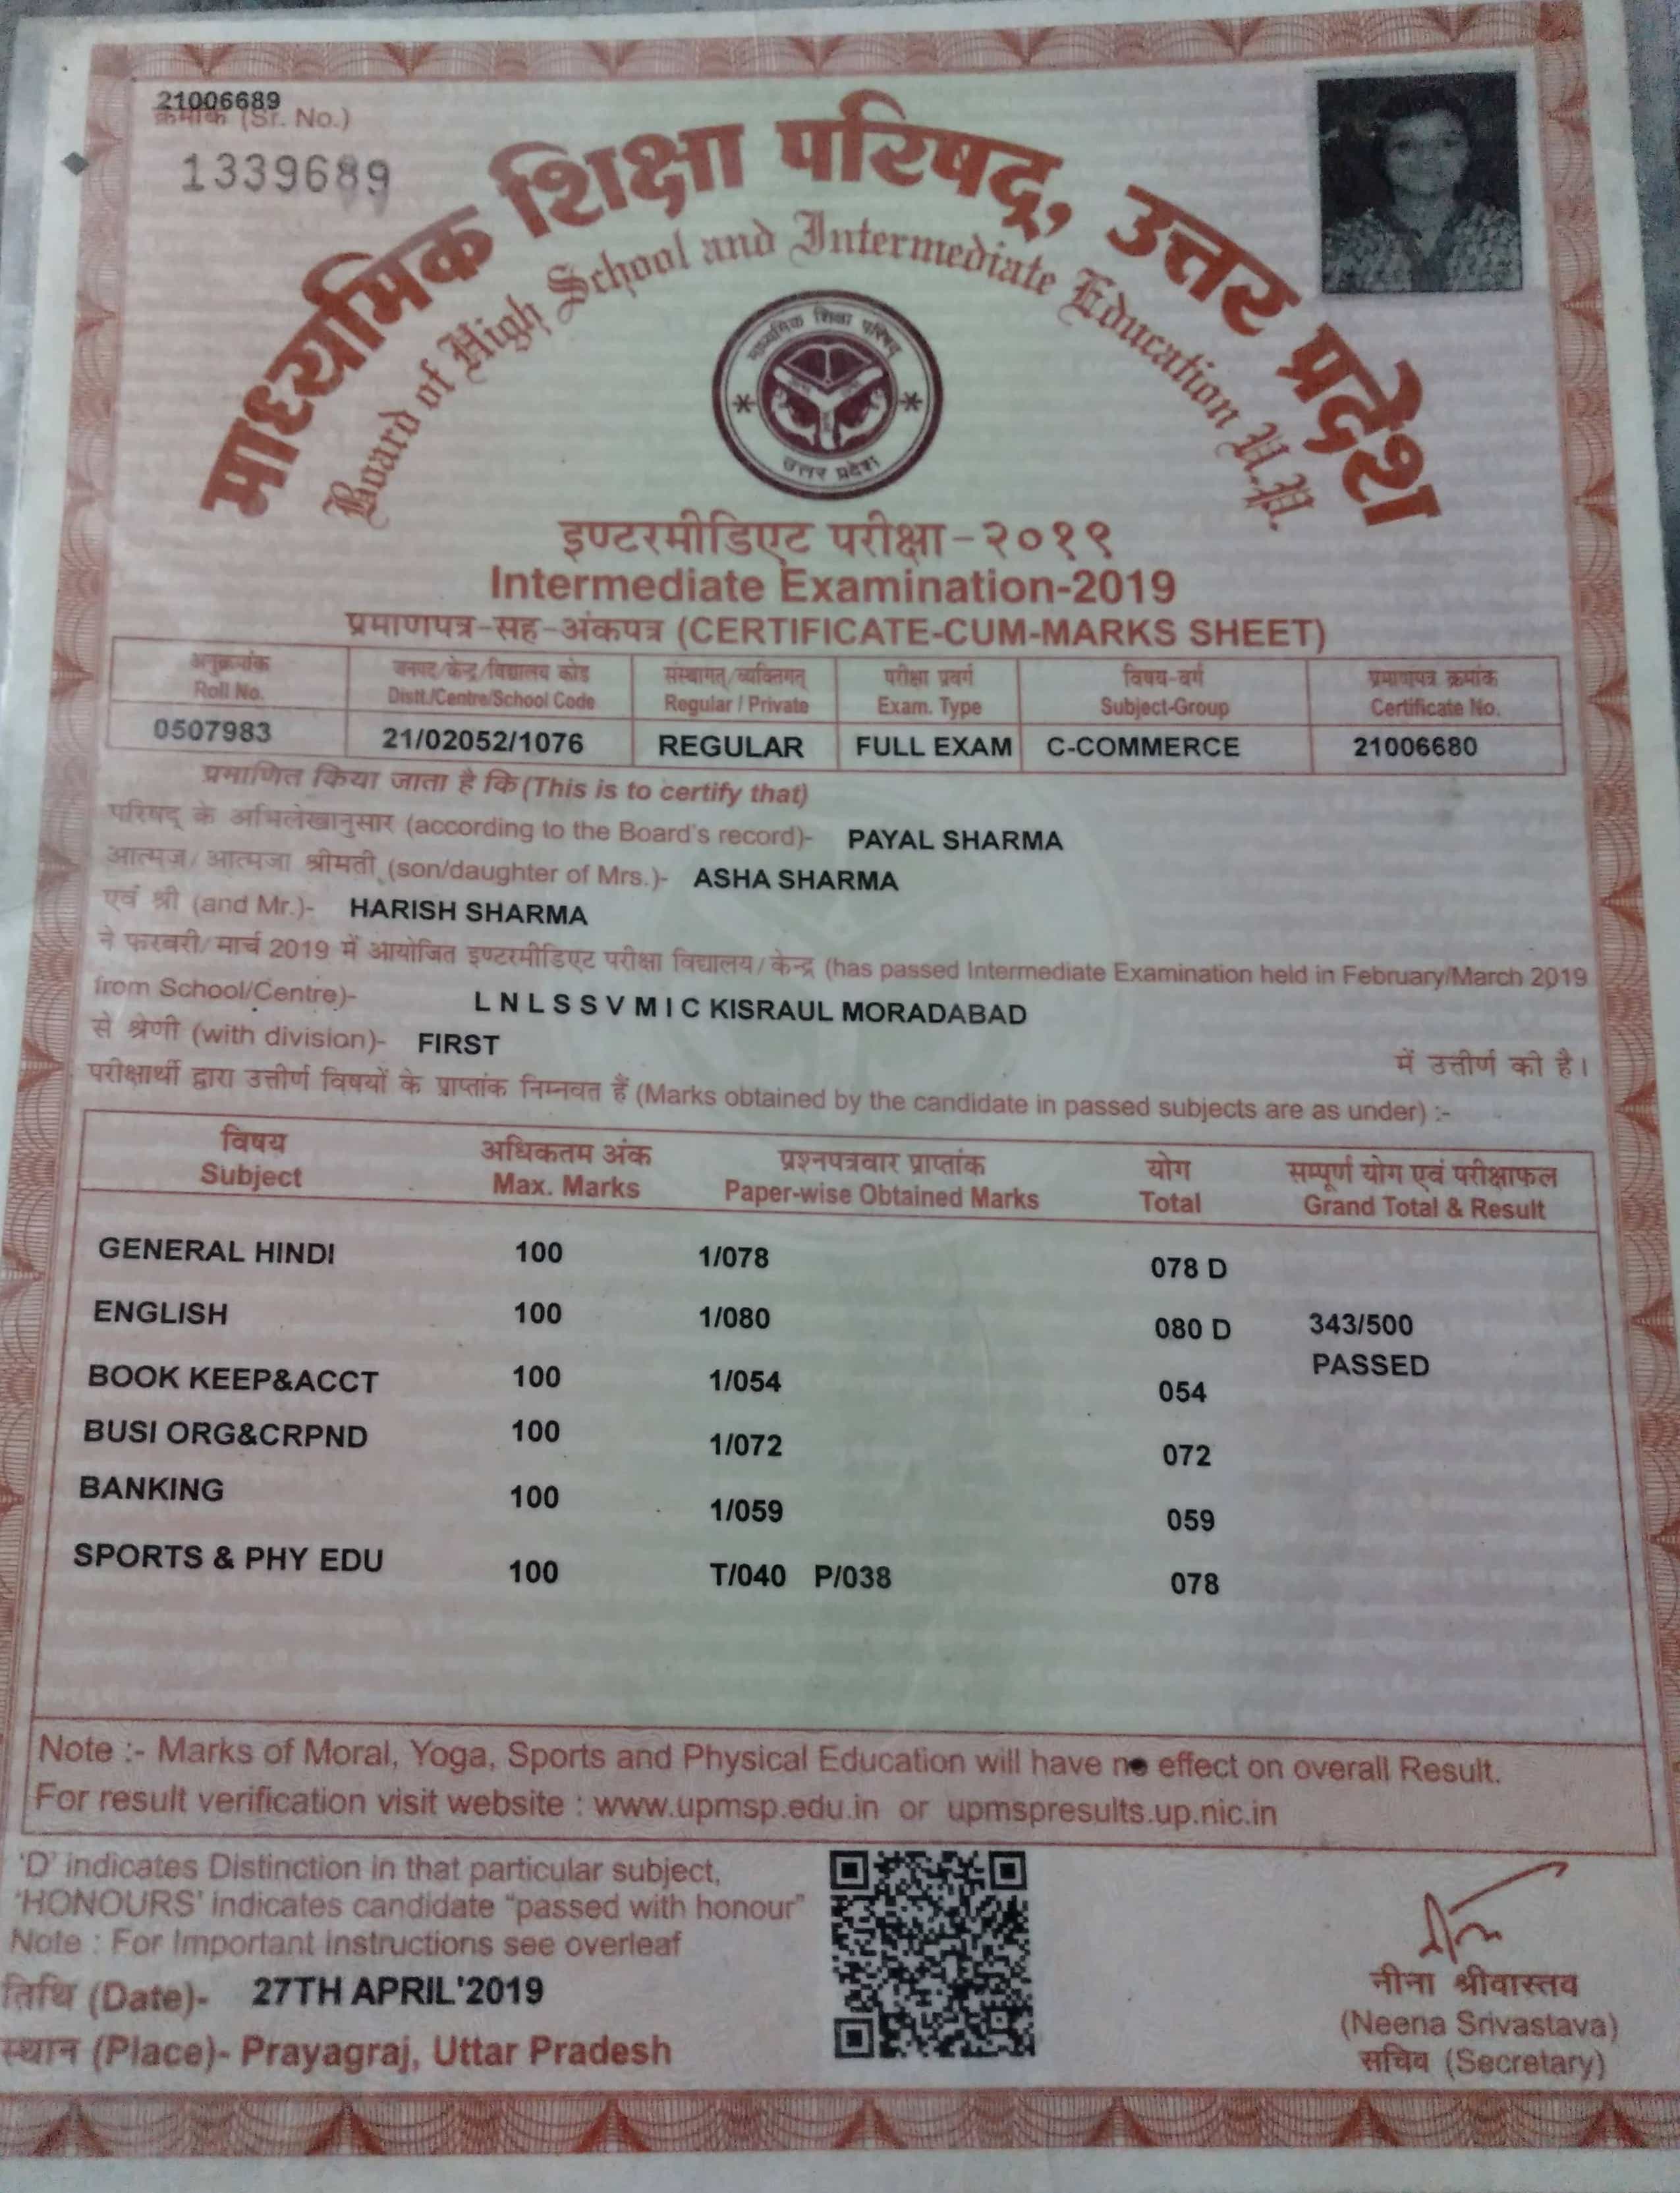 21006689
क्रमांक (Sr. No.)
1339689
माध्यमिक शिक्षा परिषद्, उत्तर प्रदेश
Board of High School and Intermediate Education U.P.
माध्यमिक शिक्षा परिषद्
उत्तर प्रदेश
इण्टरमीडिएट परीक्षा-२०१९
Intermediate Examination-2019
प्रमाणपत्र-सह-अंकपत्र (CERTIFICATE-CUM-MARKS SHEET)
अनुक्रमांक जनपद/केन्द्र/विद्यालय कोड संस्थागत्/व्यक्तिगत् परीक्षा प्रवर्ग विषय-वर्ग प्रमाणपत्र क्रमांक
Roll No. Distt./Centre/School Code Regular / Private Exam. Type Subject-Group Certificate No.
0507983 21/02052/1076 REGULAR FULL EXAM C-COMMERCE 21006680
प्रमाणित किया जाता है कि (This is to certify that)
परिषद् के अभिलेखानुसार (according to the Board's record)- PAYAL SHARMA
आत्मज/आत्मजा श्रीमती (son/daughter of Mrs.)- ASHA SHARMA
एवं श्री (and Mr.)- HARISH SHARMA
ने फरवरी/मार्च 2019 में आयोजित इण्टरमीडिएट परीक्षा विद्यालय/केन्द्र (has passed Intermediate Examination held in February/March 2019
from School/Centre)- L N L S S V M I C KISRAUL MORADABAD
से श्रेणी (with division)- FIRST में उत्तीर्ण की है।
परीक्षार्थी द्वारा उत्तीर्ण विषयों के प्राप्तांक निम्नवत हैं (Marks obtained by the candidate in passed subjects are as under) :-
विषय अधिकतम अंक प्रश्नपत्रवार प्राप्तांक योग सम्पूर्ण योग एवं परीक्षाफल
Subject Max. Marks Paper-wise Obtained Marks Total Grand Total & Result
GENERAL HINDI 100 1/078 078 D
ENGLISH 100 1/080 080 D 343/500
PASSED
BOOK KEEP&ACCT 100 1/054 054
BUSI ORG&CRPND 100 1/072 072
BANKING 100 1/059 059
SPORTS & PHY EDU 100 T/040 P/038 078
Note :- Marks of Moral, Yoga, Sports and Physical Education will have no effect on overall Result.
For result verification visit website : www.upmsp.edu.in or upmspresults.up.nic.in
'D' indicates Distinction in that particular subject,
'HONOURS' indicates candidate "passed with honour"
Note : For Important instructions see overleaf
तिथि (Date)- 27TH APRIL'2019
स्थान (Place)- Prayagraj, Uttar Pradesh
नीना श्रीवास्तव
(Neena Srivastava)
सचिव (Secretary)